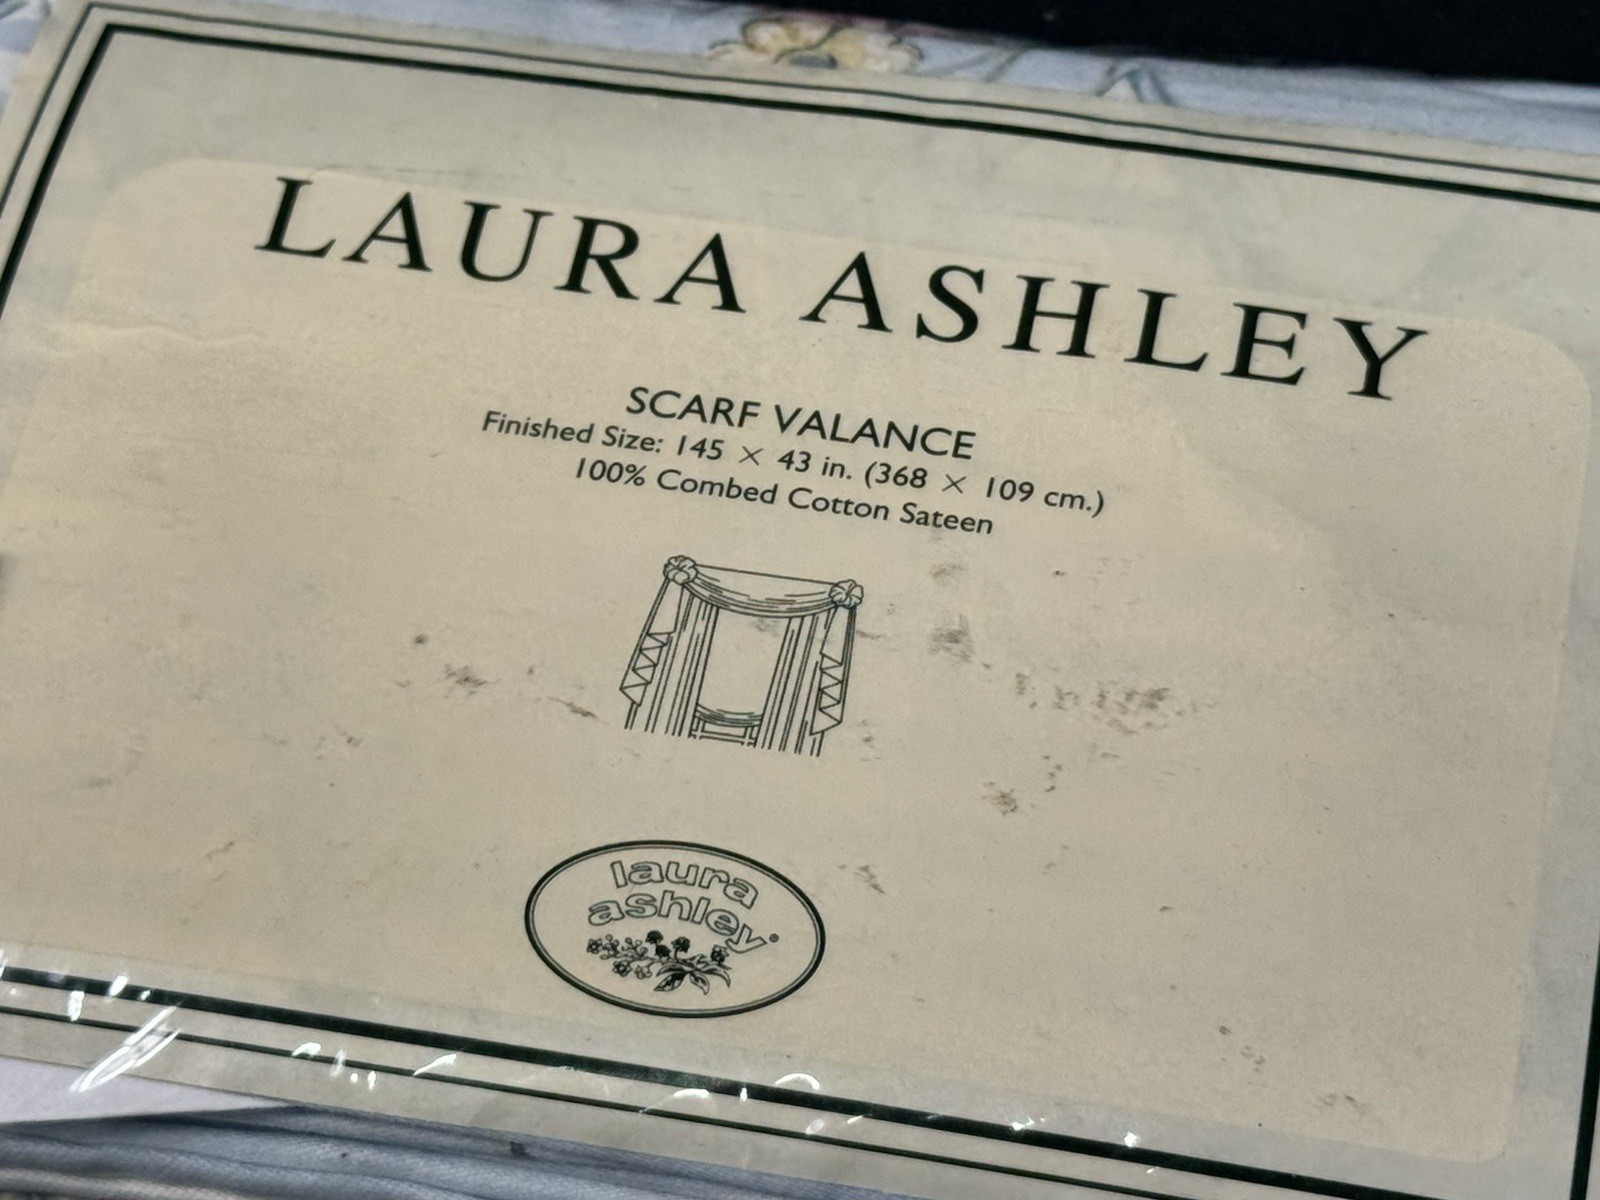 LAURA ASHLEY
SCARF VALANCE
Finished Size: 145 × 43 in. (368 × 109 cm.)
100% Combed Cotton Sateen
laura
ashley®